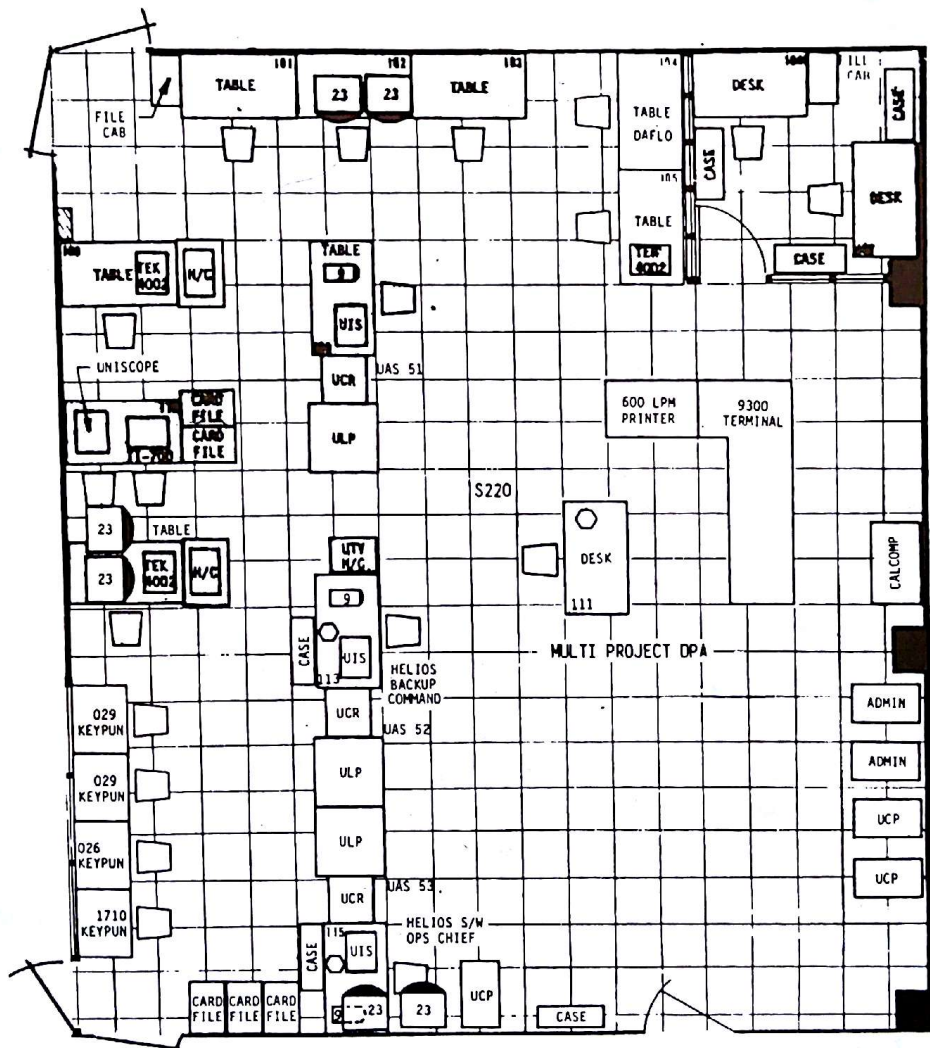 101
TABLE
102
23
23
103
TABLE
FILE
CAB
104
TABLE
DAFLO
105
TABLE
TEK
4002
DESK
CAB
CASE
CASE
DESK
CASE
TABLE
TEK
4002
H/C
TABLE
9
UIS
UCR
UAS 51
ULP
UNISCOPE
CARD
FILE
CARD
FILE
TI-700
600 LPM
PRINTER
9300
TERMINAL
S220
23
TABLE
23
TEK
4002
H/C
UTY
H/C
9
CASE
UIS
113
HELIOS
BACKUP
COMMAND
DESK
111
CALCOMP
MULTI PROJECT DPA
UCR
UAS 52
ULP
ULP
UAS 53
UCR
029
KEYPUN
029
KEYPUN
026
KEYPUN
1710
KEYPUN
ADMIN
ADMIN
UCP
UCP
HELIOS S/W
OPS CHIEF
CASE
115
UIS
9
23
23
UCP
CASE
CARD
FILE
CARD
FILE
CARD
FILE